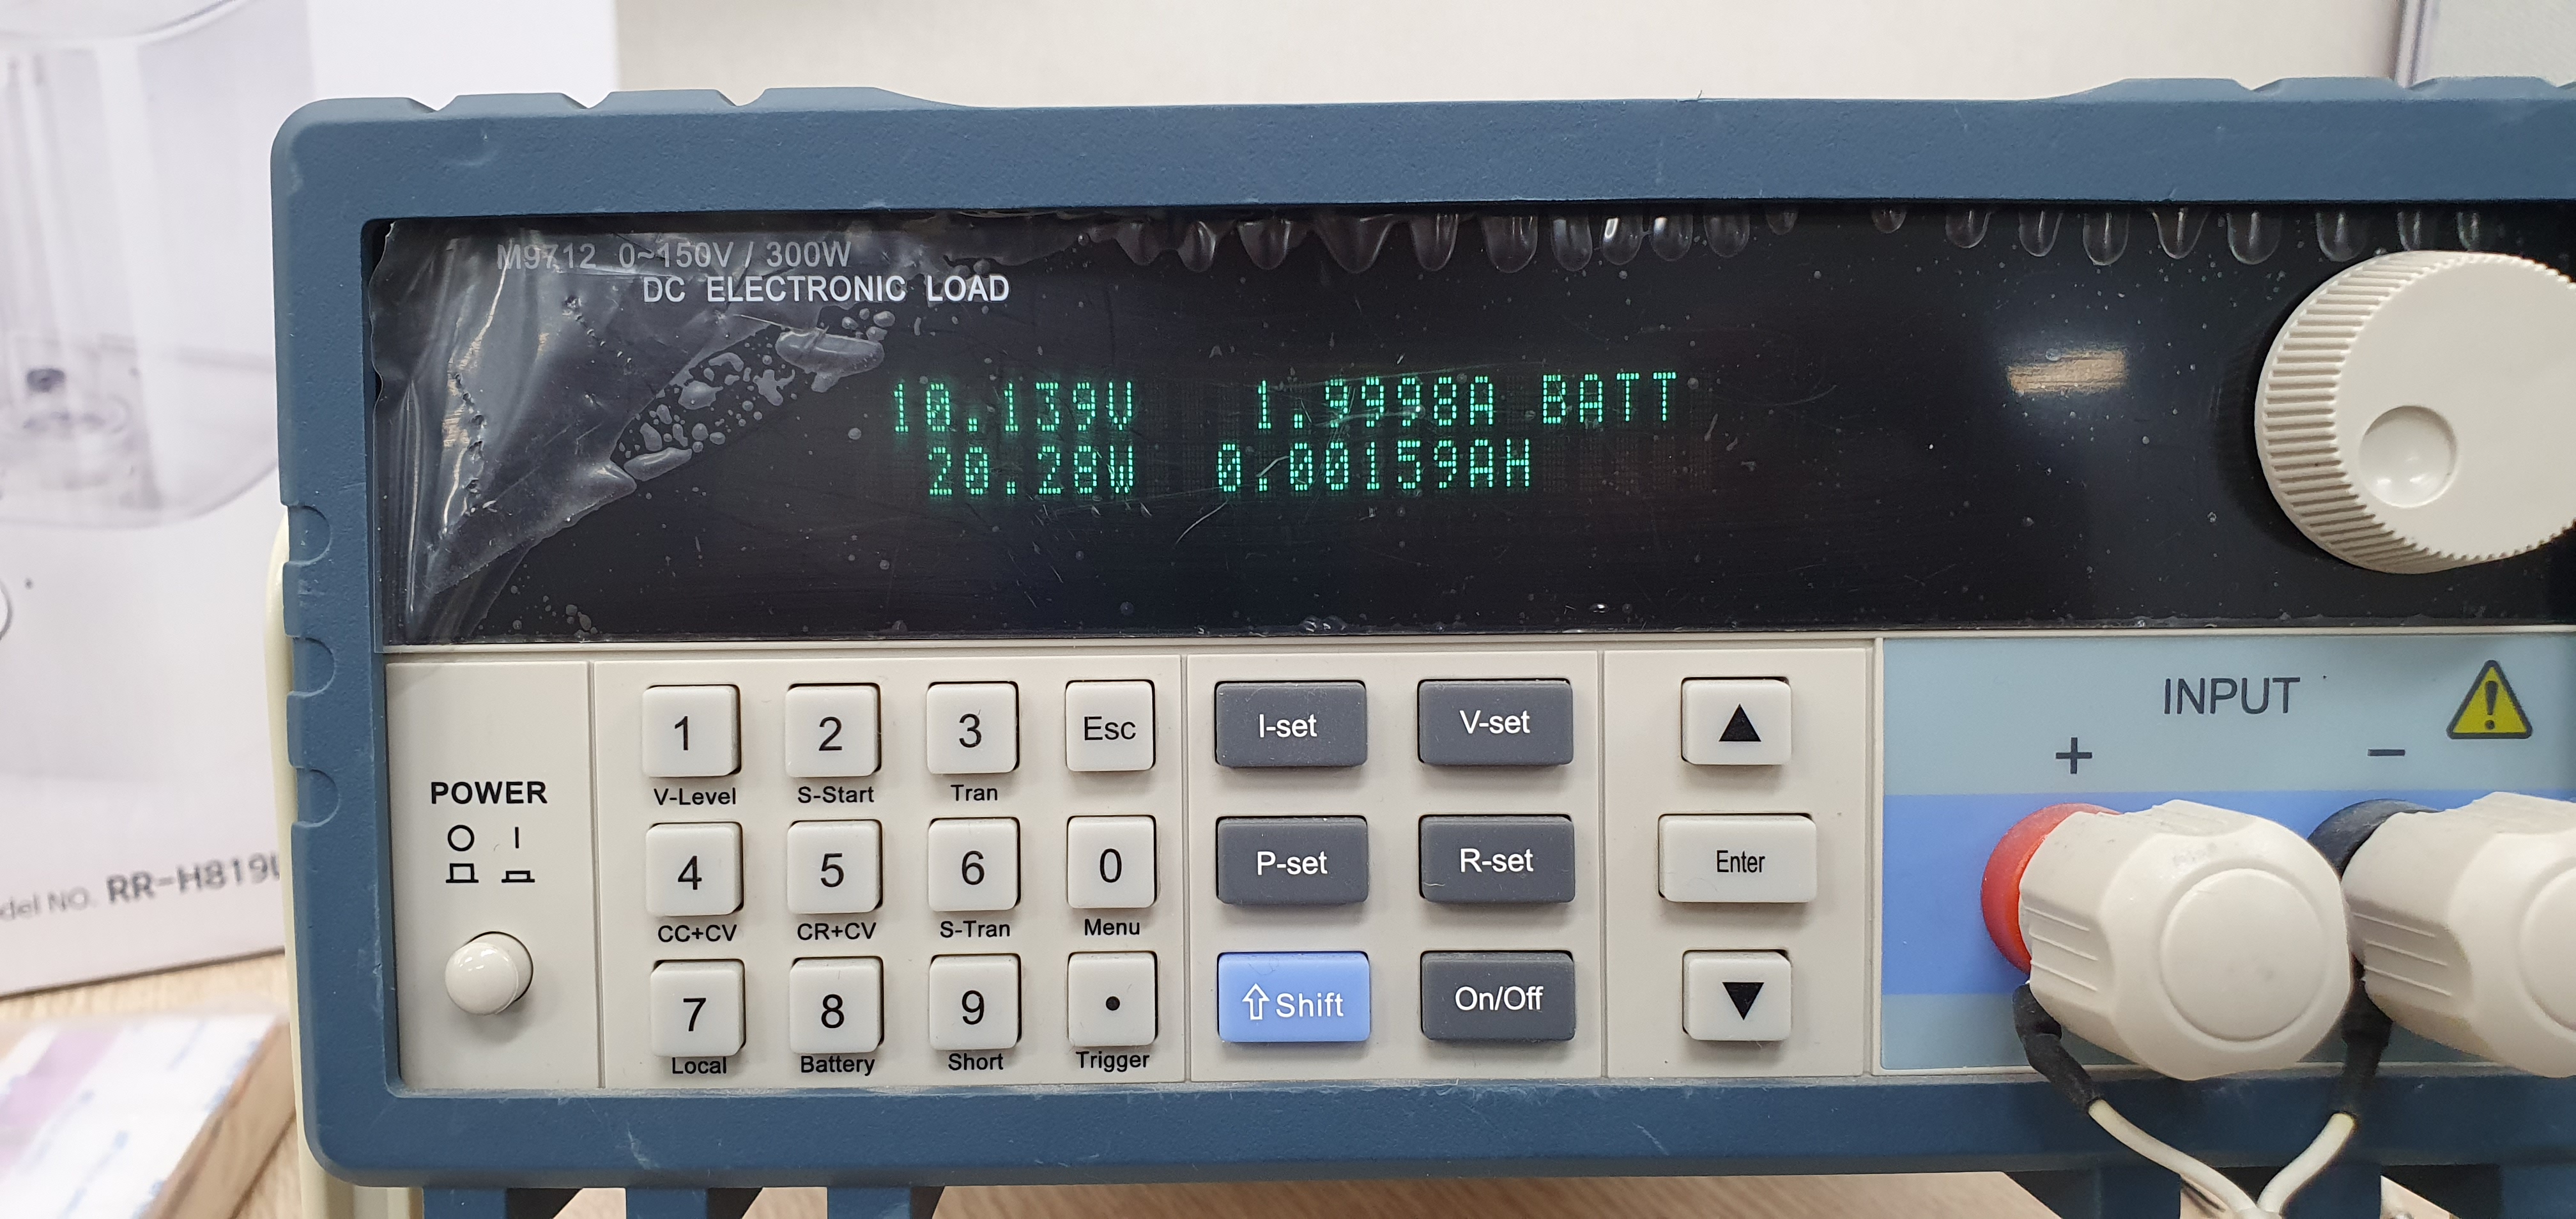 M9712 0~150V / 300W
DC ELECTRONIC LOAD
10.139V 1.9998A BATT
20.28W 0.00159AH
INPUT
+ −
POWER
1 2 3 Esc
V-Level S-Start Tran
4 5 6 0
CC+CV CR+CV S-Tran Menu
7 8 9 •
Local Battery Short Trigger
I-set V-set
P-set R-set
⇧ Shift On/Off
▲
Enter
▼
del NO. RR-H819